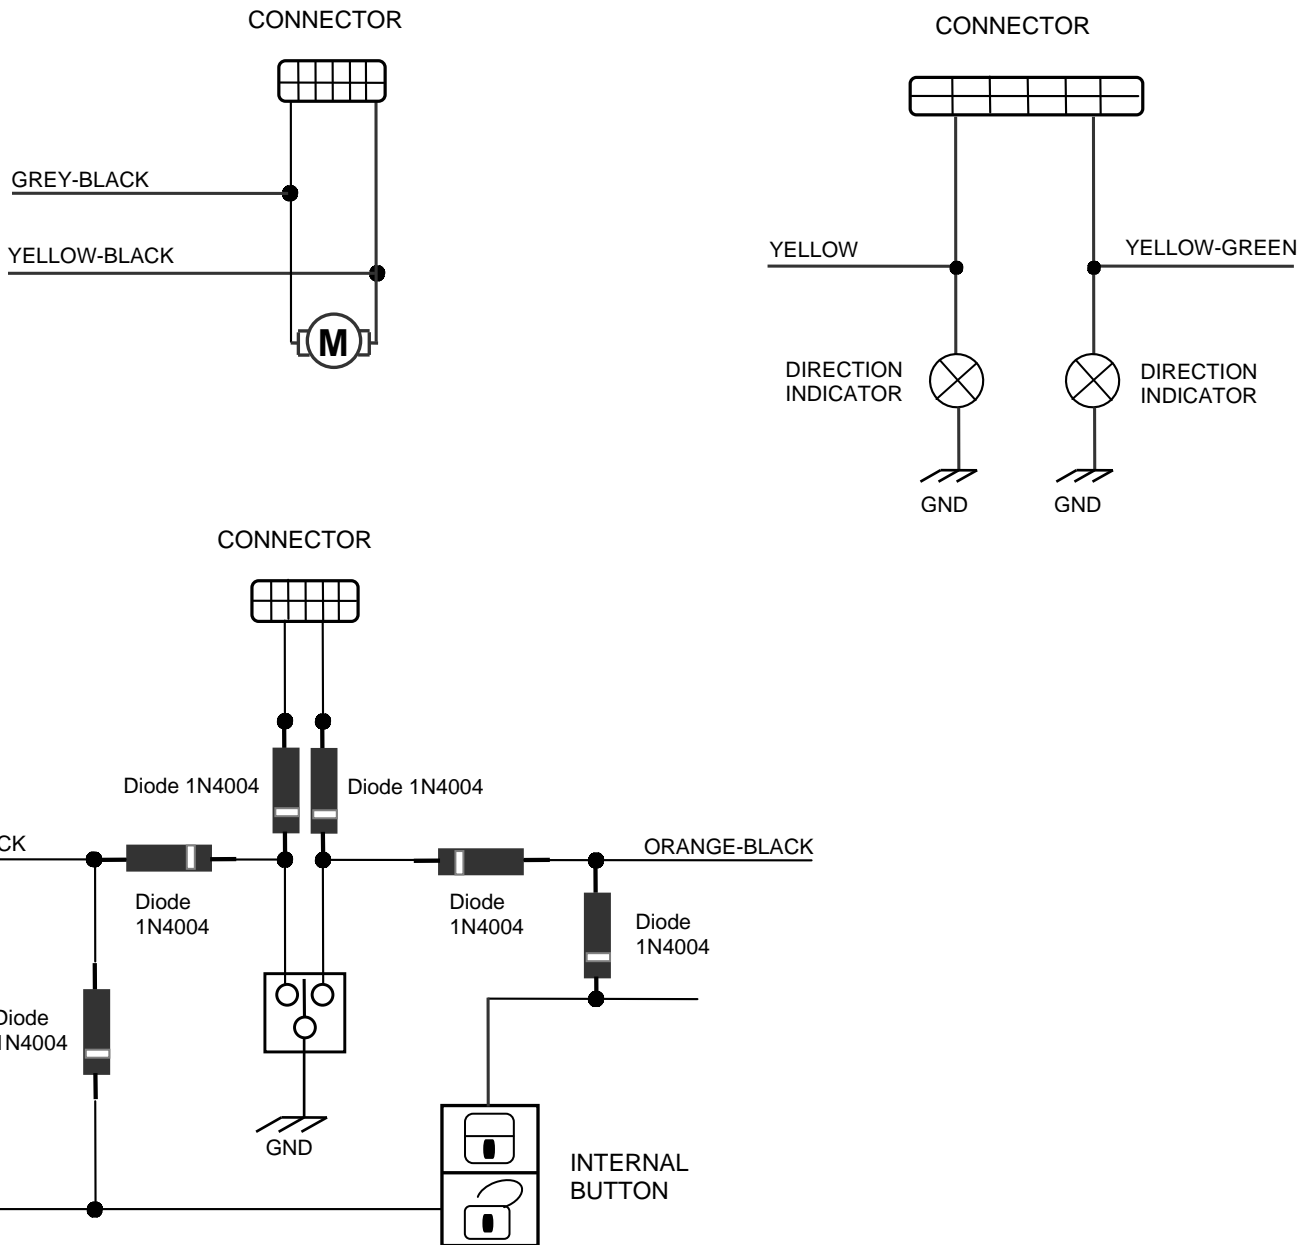 CONNECTOR
CONNECTOR
GREY-BLACK
YELLOW-BLACK
M
YELLOW
YELLOW-GREEN
DIRECTION
INDICATOR
DIRECTION
INDICATOR
GND
GND
CONNECTOR
Diode 1N4004
Diode 1N4004
CK
ORANGE-BLACK
Diode
1N4004
Diode
1N4004
Diode
1N4004
Diode
1N4004
GND
INTERNAL
BUTTON